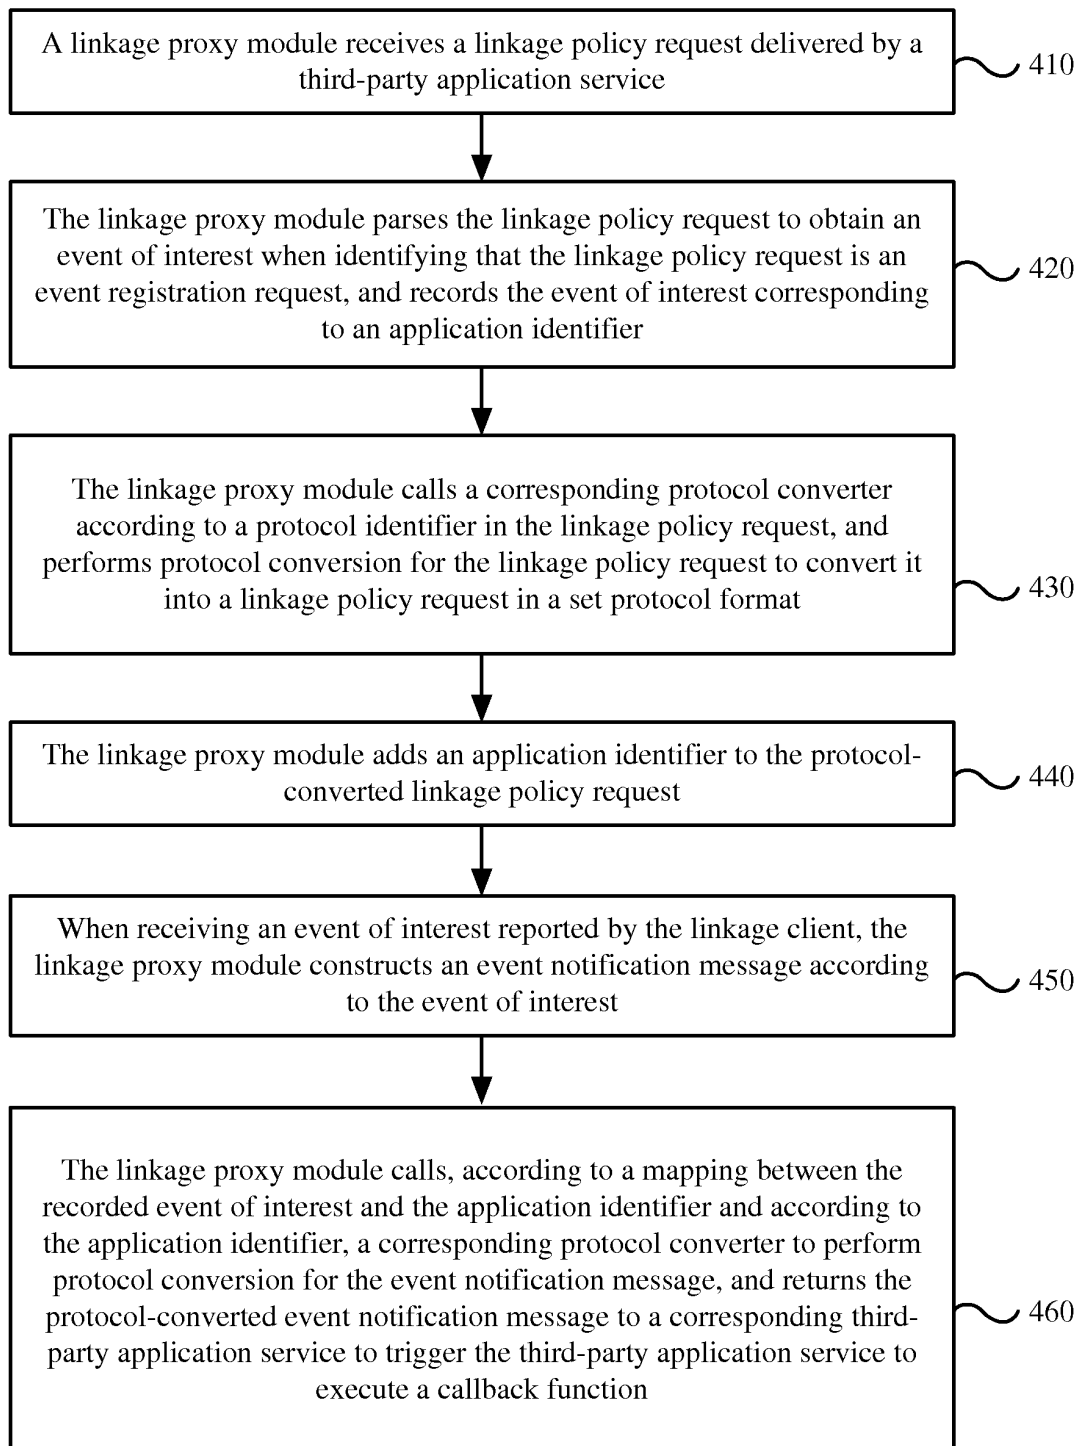 A linkage proxy module receives a linkage policy request delivered by a
third-party application service
410
The linkage proxy module parses the linkage policy request to obtain an
event of interest when identifying that the linkage policy request is an
event registration request, and records the event of interest corresponding
to an application identifier
420
The linkage proxy module calls a corresponding protocol converter
according to a protocol identifier in the linkage policy request, and
performs protocol conversion for the linkage policy request to convert it
into a linkage policy request in a set protocol format
430
The linkage proxy module adds an application identifier to the protocol-
converted linkage policy request
440
When receiving an event of interest reported by the linkage client, the
linkage proxy module constructs an event notification message according
to the event of interest
450
The linkage proxy module calls, according to a mapping between the
recorded event of interest and the application identifier and according to
the application identifier, a corresponding protocol converter to perform
protocol conversion for the event notification message, and returns the
protocol-converted event notification message to a corresponding third-
party application service to trigger the third-party application service to
execute a callback function
460